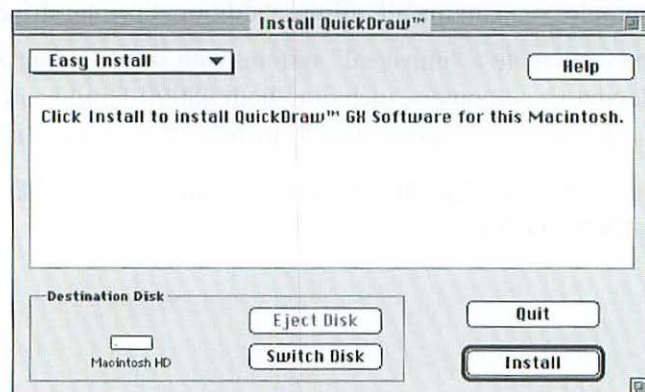 Install QuickDraw™
Easy Install
Help
Click Install to install QuickDraw™ GX Software for this Macintosh.
Destination Disk
Eject Disk
Quit
Macintosh HD
Switch Disk
Install